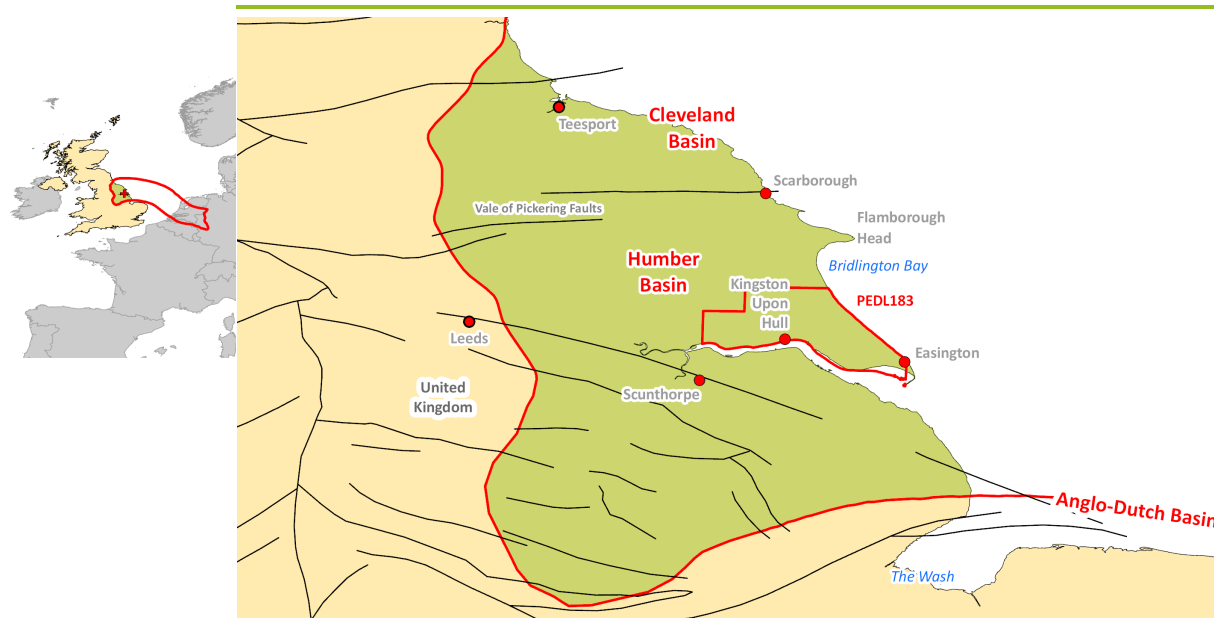 Cleveland
Basin
Teesport
Scarborough
Vale of Pickering Faults
Flamborough
Head
Humber
Basin
Bridlington Bay
Kingston
Upon
Hull
PEDL183
Leeds
Easington
United
Kingdom
Scunthorpe
Anglo-Dutch Basin
The Wash